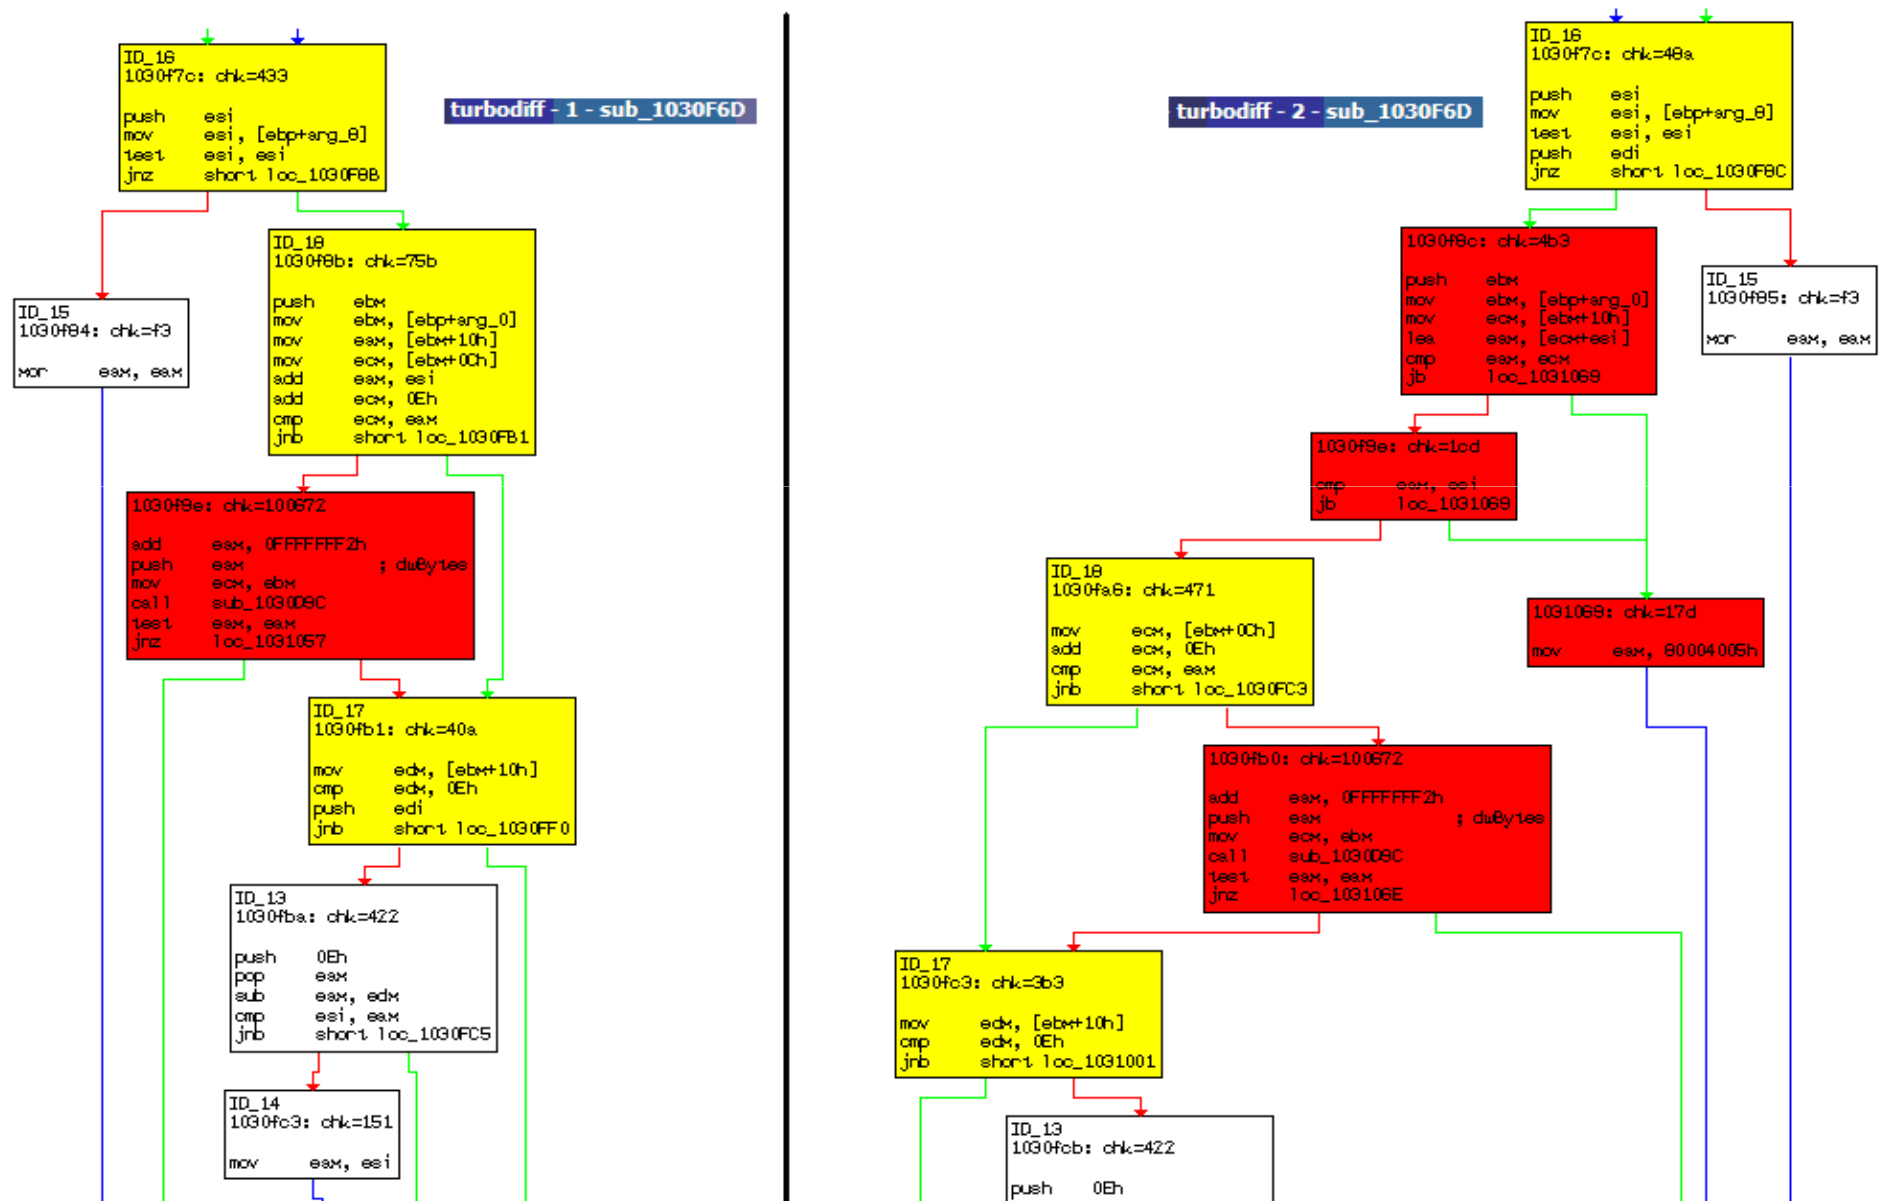 ID_16
1030f7c: chk=433
push esi
mov esi, [ebp+arg_8]
test esi, esi
jnz short loc_1030F8B
turbodiff - 1 - sub_1030F6D
ID_18
1030f8b: chk=75b
push ebx
mov ebx, [ebp+arg_0]
mov eax, [ebx+10h]
mov ecx, [ebx+0Ch]
add eax, esi
add ecx, 0Eh
cmp ecx, eax
jnb short loc_1030FB1
ID_15
1030f84: chk=f3
xor eax, eax
1030f9e: chk=100672
add eax, 0FFFFFFF2h
push eax ; dwBytes
mov ecx, ebx
call sub_1030D9C
test eax, eax
jnz loc_1031057
ID_17
1030fb1: chk=40a
mov edx, [ebx+10h]
cmp edx, 0Eh
push edi
jnb short loc_1030FF0
ID_13
1030fba: chk=422
push 0Eh
pop eax
sub eax, edx
cmp esi, eax
jnb short loc_1030FC5
ID_14
1030fc3: chk=151
mov eax, esi
turbodiff - 2 - sub_1030F6D
ID_16
1030f7c: chk=48a
push esi
mov esi, [ebp+arg_8]
test esi, esi
push edi
jnz short loc_1030F8C
1030f8c: chk=4b3
push ebx
mov ebx, [ebp+arg_0]
mov ecx, [ebx+10h]
lea eax, [ecx+esi]
cmp eax, ecx
jb loc_1031069
ID_15
1030f85: chk=f3
xor eax, eax
1030f9e: chk=1cd
cmp eax, esi
jb loc_1031069
ID_18
1030fa6: chk=471
mov ecx, [ebx+0Ch]
add ecx, 0Eh
cmp ecx, eax
jnb short loc_1030FC3
1031069: chk=17d
mov eax, 80004005h
1030fb0: chk=100672
add eax, 0FFFFFFF2h
push eax ; dwBytes
mov ecx, ebx
call sub_1030D9C
test eax, eax
jnz loc_103106E
ID_17
1030fc3: chk=3b3
mov edx, [ebx+10h]
cmp edx, 0Eh
jnb short loc_1031001
ID_13
1030fcb: chk=422
push 0Eh